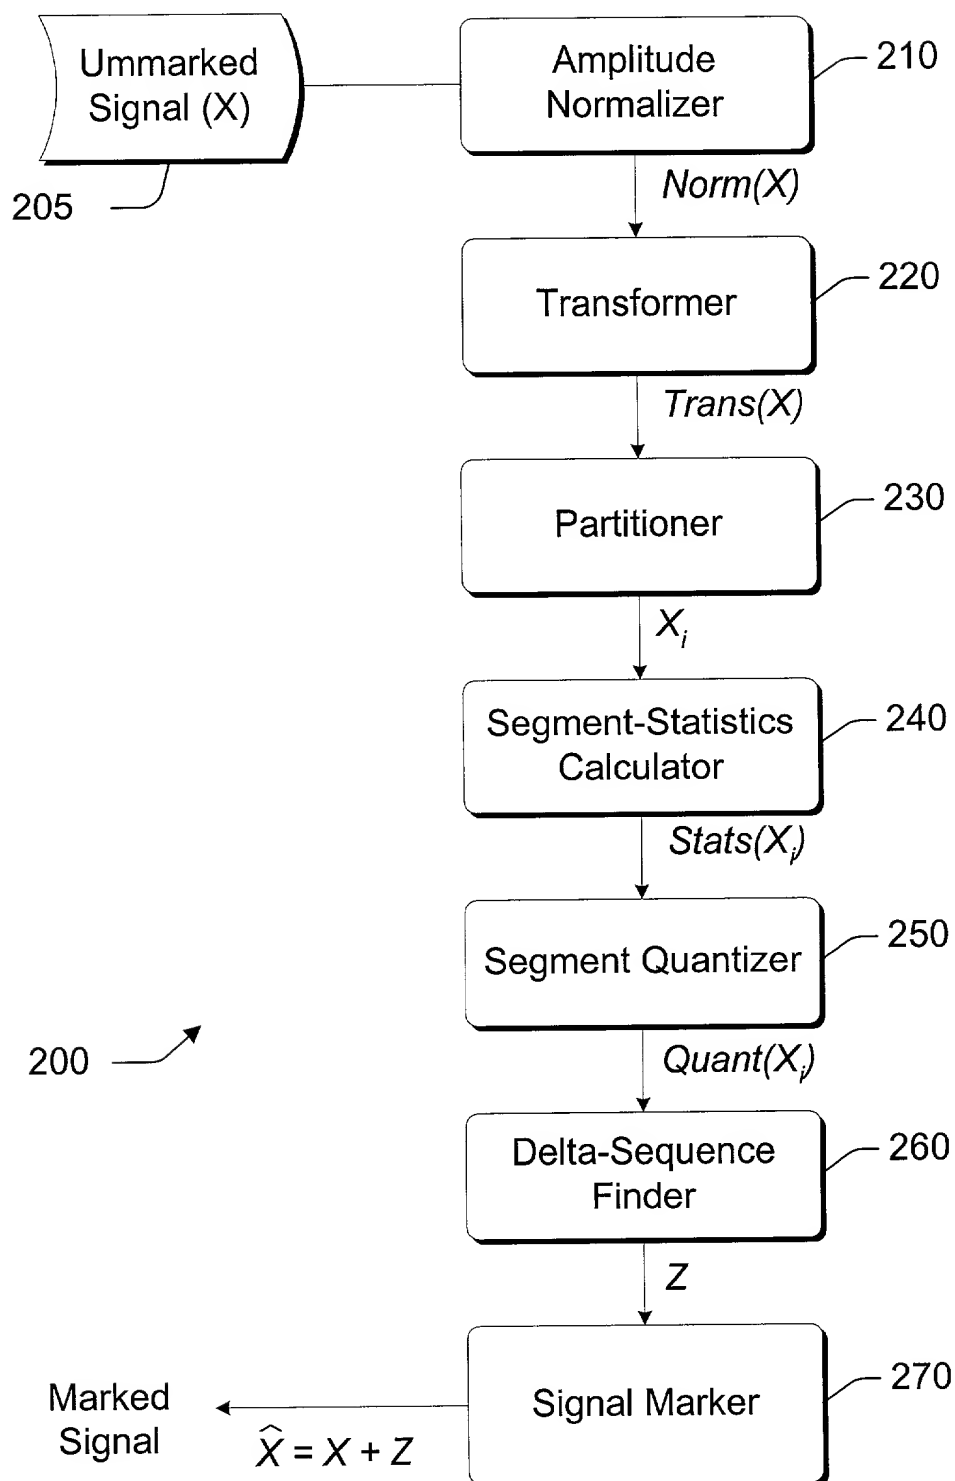 Ummarked
Signal (X)
205
Amplitude
Normalizer
210
Norm(X)
Transformer
220
Trans(X)
Partitioner
230
Xi
Segment-Statistics
Calculator
240
Stats(Xi)
Segment Quantizer
250
200
Quant(Xi)
Delta-Sequence
Finder
260
Z
Signal Marker
270
Marked
Signal
X̂ = X + Z